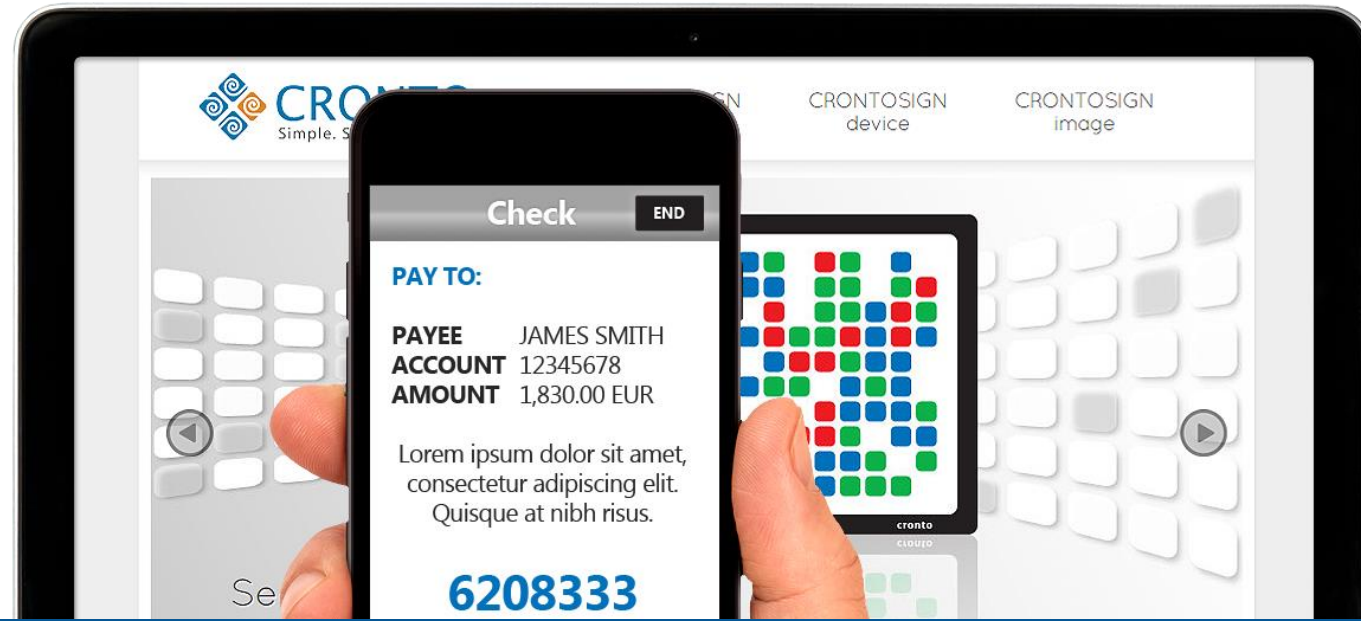 CRONTO
Simple. S
GN
CRONTOSIGN
device
CRONTOSIGN
image
Check
END
PAY TO:
PAYEE JAMES SMITH
ACCOUNT 12345678
AMOUNT 1,830.00 EUR
Lorem ipsum dolor sit amet,
consectetur adipiscing elit.
Quisque at nibh risus.
6208333
cronto
Se